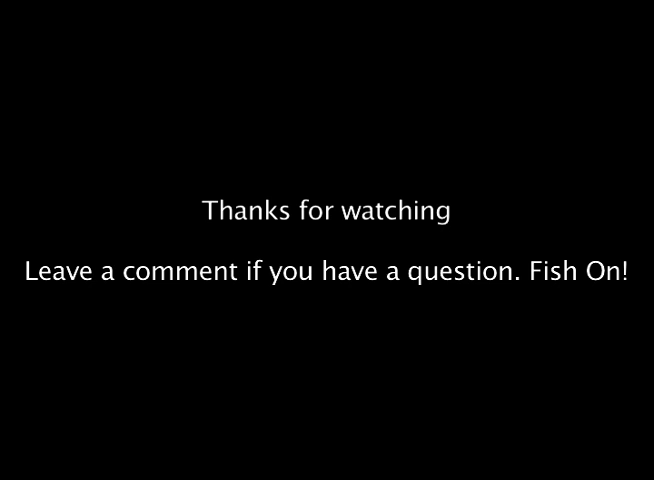 Thanks for watching
Leave a comment if you have a question. Fish On!